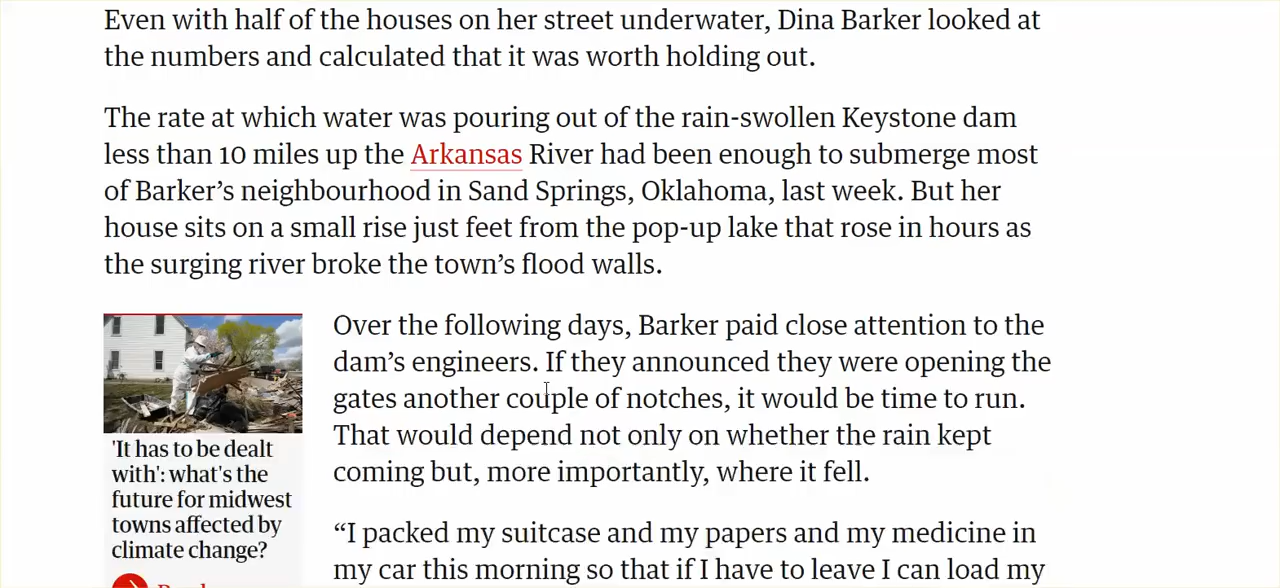 Even with half of the houses on her street underwater, Dina Barker looked at
the numbers and calculated that it was worth holding out.
The rate at which water was pouring out of the rain-swollen Keystone dam
less than 10 miles up the Arkansas River had been enough to submerge most
of Barker’s neighbourhood in Sand Springs, Oklahoma, last week. But her
house sits on a small rise just feet from the pop-up lake that rose in hours as
the surging river broke the town’s flood walls.
Over the following days, Barker paid close attention to the
dam’s engineers. If they announced they were opening the
gates another couple of notches, it would be time to run.
That would depend not only on whether the rain kept
coming but, more importantly, where it fell.
'It has to be dealt
with': what's the
future for midwest
towns affected by
climate change?
“I packed my suitcase and my papers and my medicine in
my car this morning so that if I have to leave I can load my